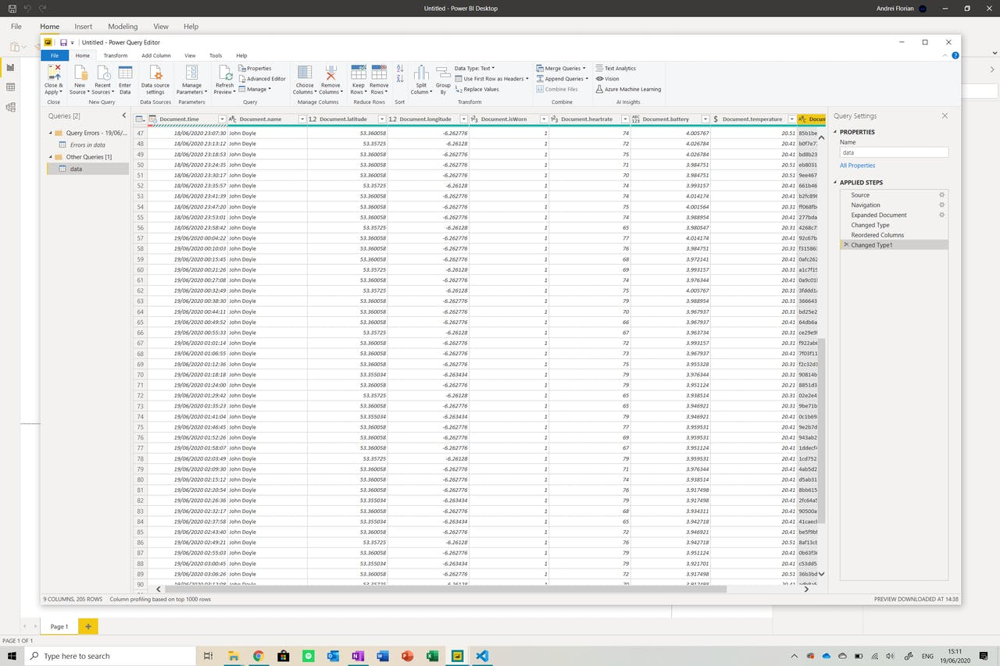 Untitled - Power BI Desktop
Andrei Florian
File Home Insert Modeling View Help
Untitled - Power Query Editor
File Home Transform Add Column View Tools Help
Close & Apply
New Source
Recent Sources
Enter Data
Data source settings
Manage Parameters
Refresh Preview
Properties
Advanced Editor
Manage
Choose Columns
Remove Columns
Keep Rows
Remove Rows
Split Column
Group By
Data Type: Text
Use First Row as Headers
Replace Values
Merge Queries
Append Queries
Combine Files
Text Analytics
Vision
Azure Machine Learning
Close New Query Data Sources Parameters Query Manage Columns Reduce Rows Sort Transform Combine AI Insights
Queries [2]
Query Errors - 19/06/...
Errors in data
Other Queries [1]
data
Document.time ABC Document.name 1.2 Document.latitude 1.2 Document.longitude 123 Document.isWorn 123 Document.heartrate ABC 123 Document.battery $ Document.temperature ABC Docum
47 18/06/2020 23:07:30 John Doyle 53.360058 -6.262776 1 74 4.005767 20.51 85b1be
48 18/06/2020 23:13:12 John Doyle 53.35725 -6.26128 1 72 4.026784 20.41 b0f7e7
49 18/06/2020 23:18:53 John Doyle 53.360058 -6.262776 1 75 4.026784 20.41 bd8b23
50 18/06/2020 23:24:35 John Doyle 53.360058 -6.262776 1 71 3.984751 20.51 eb8031
51 18/06/2020 23:30:17 John Doyle 53.360058 -6.262776 1 70 3.984751 20.51 9ee467
52 18/06/2020 23:35:57 John Doyle 53.35725 -6.26128 1 74 3.993157 20.41 661b46
53 18/06/2020 23:41:39 John Doyle 53.360058 -6.262776 1 74 4.014174 20.41 b2fc896
54 18/06/2020 23:47:20 John Doyle 53.360058 -6.262776 1 75 4.001564 20.31 ff068fb
55 18/06/2020 23:53:01 John Doyle 53.360058 -6.262776 1 74 3.988954 20.41 277bda
56 18/06/2020 23:58:42 John Doyle 53.35725 -6.26128 1 65 3.980547 20.31 4268c7
57 19/06/2020 00:04:22 John Doyle 53.360058 -6.262776 1 77 4.014174 20.41 92c67b
58 19/06/2020 00:10:03 John Doyle 53.360058 -6.262776 1 76 3.984751 20.31 f31586
59 19/06/2020 00:15:45 John Doyle 53.360058 -6.262776 1 68 3.972141 20.41 0afc262
60 19/06/2020 00:21:26 John Doyle 53.35725 -6.26128 1 69 3.993157 20.31 a1c7f19
61 19/06/2020 00:27:08 John Doyle 53.360058 -6.262776 1 74 3.976344 20.41 0a9c01
62 19/06/2020 00:32:49 John Doyle 53.35725 -6.26128 1 75 4.005767 20.31 3fddd1
63 19/06/2020 00:38:30 John Doyle 53.360058 -6.262776 1 79 3.988954 20.31 366643
64 19/06/2020 00:44:11 John Doyle 53.360058 -6.262776 1 70 3.967937 20.31 bd25e2
65 19/06/2020 00:49:52 John Doyle 53.360058 -6.262776 1 66 3.967937 20.41 64db6a
66 19/06/2020 00:55:33 John Doyle 53.35725 -6.26128 1 67 3.963734 20.31 ce29e9
67 19/06/2020 01:01:14 John Doyle 53.360058 -6.262776 1 72 3.993157 20.31 f922ab
68 19/06/2020 01:06:55 John Doyle 53.360058 -6.262776 1 73 3.967937 20.41 7f03f11
69 19/06/2020 01:12:36 John Doyle 53.360058 -6.262776 1 75 3.955328 20.31 f2c32d
70 19/06/2020 01:18:18 John Doyle 53.355034 -6.263434 1 79 3.976344 20.31 90814b
71 19/06/2020 01:24:00 John Doyle 53.360058 -6.262776 1 79 3.951124 20.21 8851d3
72 19/06/2020 01:29:42 John Doyle 53.35725 -6.26128 1 65 3.938514 20.31 02e2e4
73 19/06/2020 01:35:23 John Doyle 53.360058 -6.262776 1 65 3.946921 20.31 9be71b
74 19/06/2020 01:41:04 John Doyle 53.355034 -6.263434 1 79 3.946921 20.31 0c1b69
75 19/06/2020 01:46:45 John Doyle 53.360058 -6.262776 1 77 3.959531 20.41 9e2b7d
76 19/06/2020 01:52:26 John Doyle 53.360058 -6.262776 1 69 3.959531 20.41 943ab2
77 19/06/2020 01:58:07 John Doyle 53.360058 -6.262776 1 67 3.951124 20.31 1ddecf
78 19/06/2020 02:03:49 John Doyle 53.35725 -6.26128 1 79 3.959531 20.31 1cd752
79 19/06/2020 02:09:30 John Doyle 53.360058 -6.262776 1 71 3.976344 20.41 4ab5d2
80 19/06/2020 02:15:12 John Doyle 53.360058 -6.262776 1 74 3.938514 20.41 d5ab31
81 19/06/2020 02:20:54 John Doyle 53.360058 -6.262776 1 76 3.917498 20.41 8bb615
82 19/06/2020 02:26:36 John Doyle 53.355034 -6.263434 1 79 3.917498 20.41 2fc64a
83 19/06/2020 02:32:17 John Doyle 53.360058 -6.262776 1 68 3.934311 20.41 90500a
84 19/06/2020 02:37:58 John Doyle 53.355034 -6.263434 1 65 3.942718 20.31 41caec
85 19/06/2020 02:43:40 John Doyle 53.360058 -6.262776 1 72 3.946921 20.41 be5f9b
86 19/06/2020 02:49:21 John Doyle 53.35725 -6.26128 1 76 3.942718 20.51 8af13c
87 19/06/2020 02:55:03 John Doyle 53.360058 -6.262776 1 79 3.951124 20.41 0b63f3
88 19/06/2020 03:00:45 John Doyle 53.355034 -6.263434 1 79 3.921701 20.41 c53dd5
89 19/06/2020 03:06:26 John Doyle 53.360058 -6.262776 1 72 3.917498 20.51 36b3bd
90
Query Settings
PROPERTIES
Name
data
All Properties
APPLIED STEPS
Source
Navigation
Expanded Document
Changed Type
Reordered Columns
Changed Type1
9 COLUMNS, 205 ROWS Column profiling based on top 1000 rows
PREVIEW DOWNLOADED AT 14:38
Page 1
PAGE 1 OF 1
Type here to search
ENG
15:11
19/06/2020